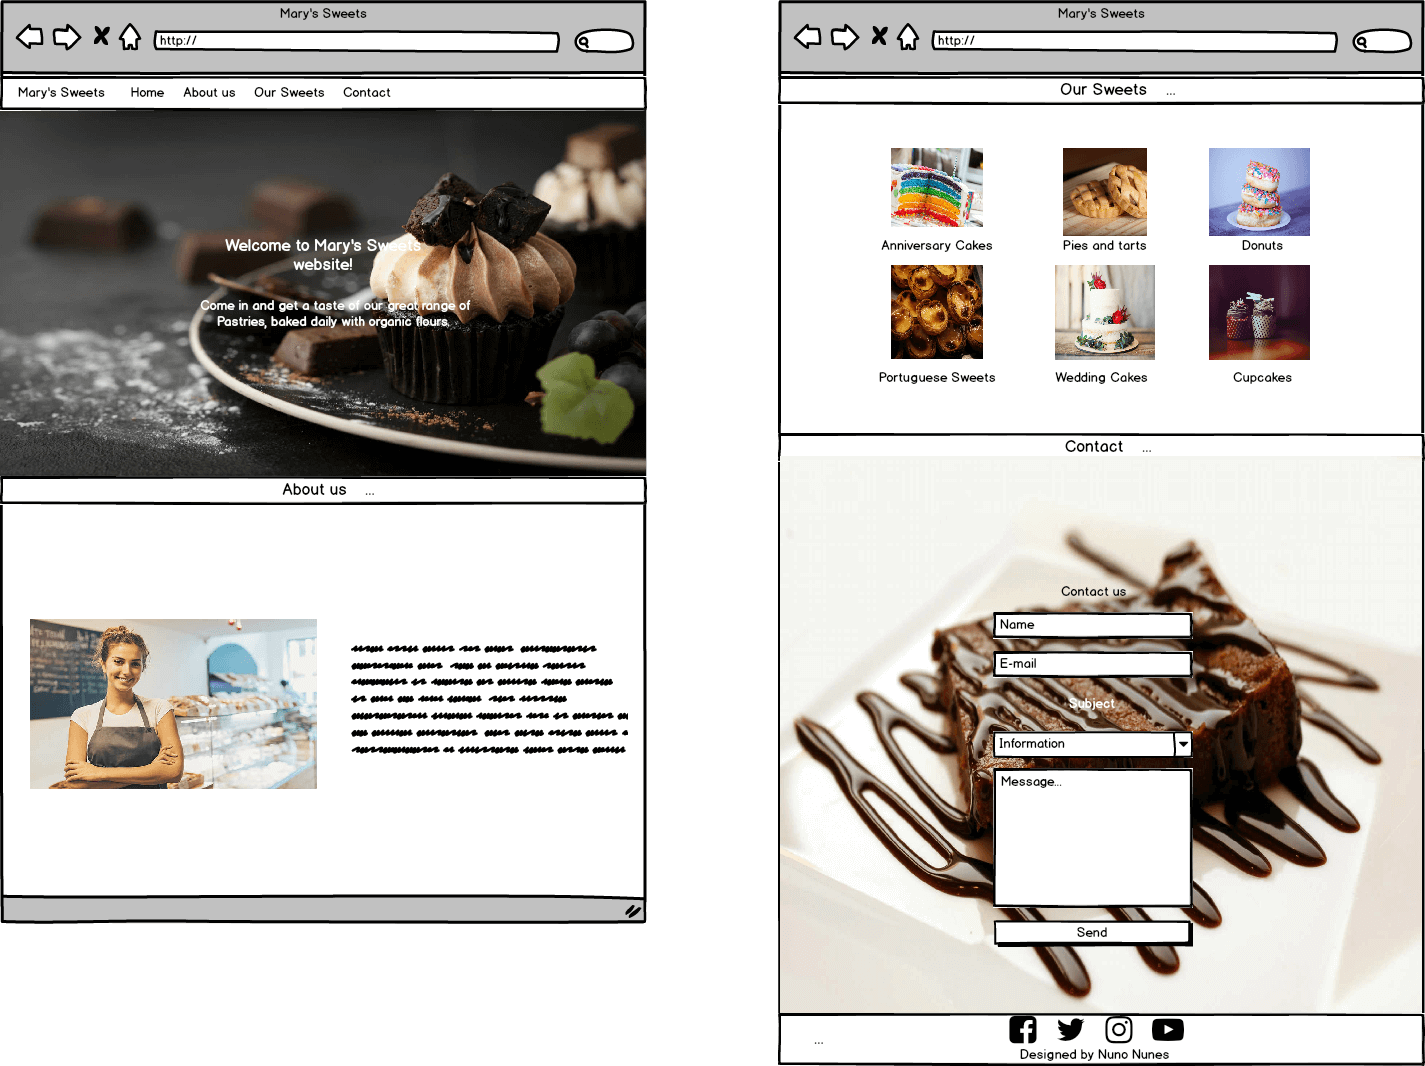 Mary's Sweets
http://
Mary's Sweets Home About us Our Sweets Contact
Welcome to Mary's Sweets
website!
Come in and get a taste of our great range of
Pastries, baked daily with organic flours.
About us ...
Mary's Sweets
http://
Our Sweets ...
Anniversary Cakes Pies and tarts Donuts
Portuguese Sweets Wedding Cakes Cupcakes
Contact ...
Contact us
Name
E-mail
Subject
Information
Message...
Send
...
Designed by Nuno Nunes